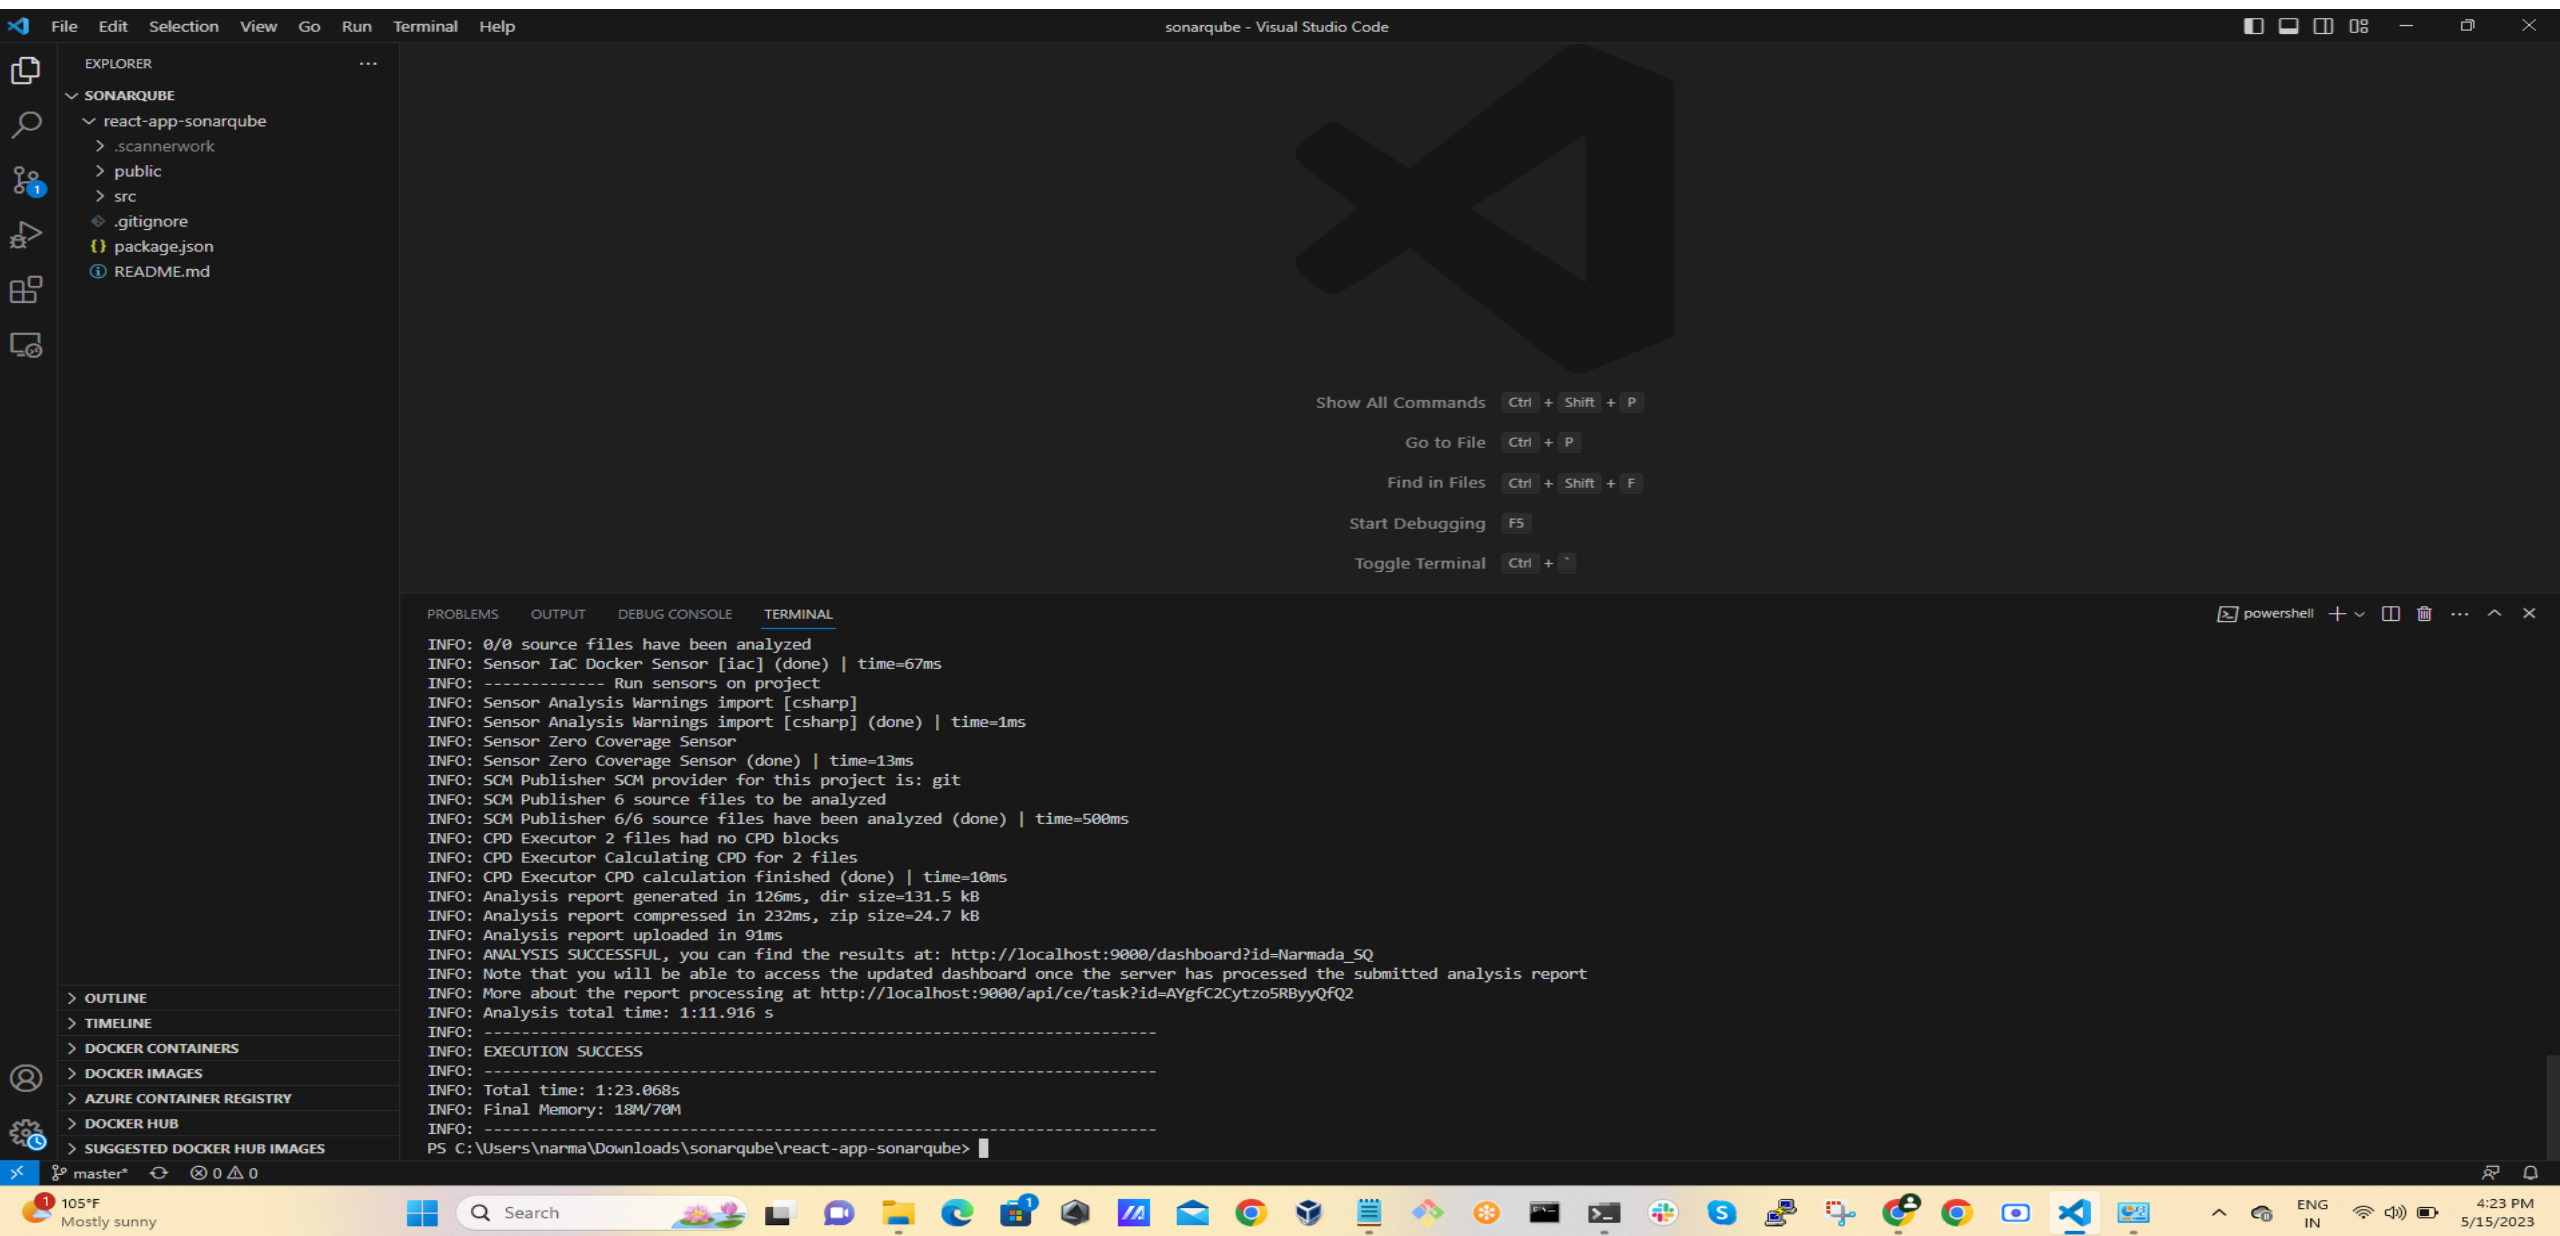 File Edit Selection View Go Run Terminal Help
sonarqube - Visual Studio Code
EXPLORER
SONARQUBE
react-app-sonarqube
.scannerwork
public
src
.gitignore
{} package.json
README.md
1
Show All Commands Ctrl + Shift + P
Go to File Ctrl + P
Find in Files Ctrl + Shift + F
Start Debugging F5
Toggle Terminal Ctrl + `
PROBLEMS OUTPUT DEBUG CONSOLE TERMINAL
powershell
INFO: 0/0 source files have been analyzed
INFO: Sensor IaC Docker Sensor [iac] (done) | time=67ms
INFO: ------------- Run sensors on project
INFO: Sensor Analysis Warnings import [csharp]
INFO: Sensor Analysis Warnings import [csharp] (done) | time=1ms
INFO: Sensor Zero Coverage Sensor
INFO: Sensor Zero Coverage Sensor (done) | time=13ms
INFO: SCM Publisher SCM provider for this project is: git
INFO: SCM Publisher 6 source files to be analyzed
INFO: SCM Publisher 6/6 source files have been analyzed (done) | time=500ms
INFO: CPD Executor 2 files had no CPD blocks
INFO: CPD Executor Calculating CPD for 2 files
INFO: CPD Executor CPD calculation finished (done) | time=10ms
INFO: Analysis report generated in 126ms, dir size=131.5 kB
INFO: Analysis report compressed in 232ms, zip size=24.7 kB
INFO: Analysis report uploaded in 91ms
INFO: ANALYSIS SUCCESSFUL, you can find the results at: http://localhost:9000/dashboard?id=Narmada_SQ
INFO: Note that you will be able to access the updated dashboard once the server has processed the submitted analysis report
INFO: More about the report processing at http://localhost:9000/api/ce/task?id=AYgfC2Cytzo5RByyQfQ2
INFO: Analysis total time: 1:11.916 s
INFO: ------------------------------------------------------------------------
INFO: EXECUTION SUCCESS
INFO: ------------------------------------------------------------------------
INFO: Total time: 1:23.068s
INFO: Final Memory: 18M/70M
INFO: ------------------------------------------------------------------------
PS C:\Users\narma\Downloads\sonarqube\react-app-sonarqube>
OUTLINE
TIMELINE
DOCKER CONTAINERS
DOCKER IMAGES
AZURE CONTAINER REGISTRY
DOCKER HUB
SUGGESTED DOCKER HUB IMAGES
master* 0 0
1
105°F
Mostly sunny
Search
1
S
ENG
IN
4:23 PM
5/15/2023